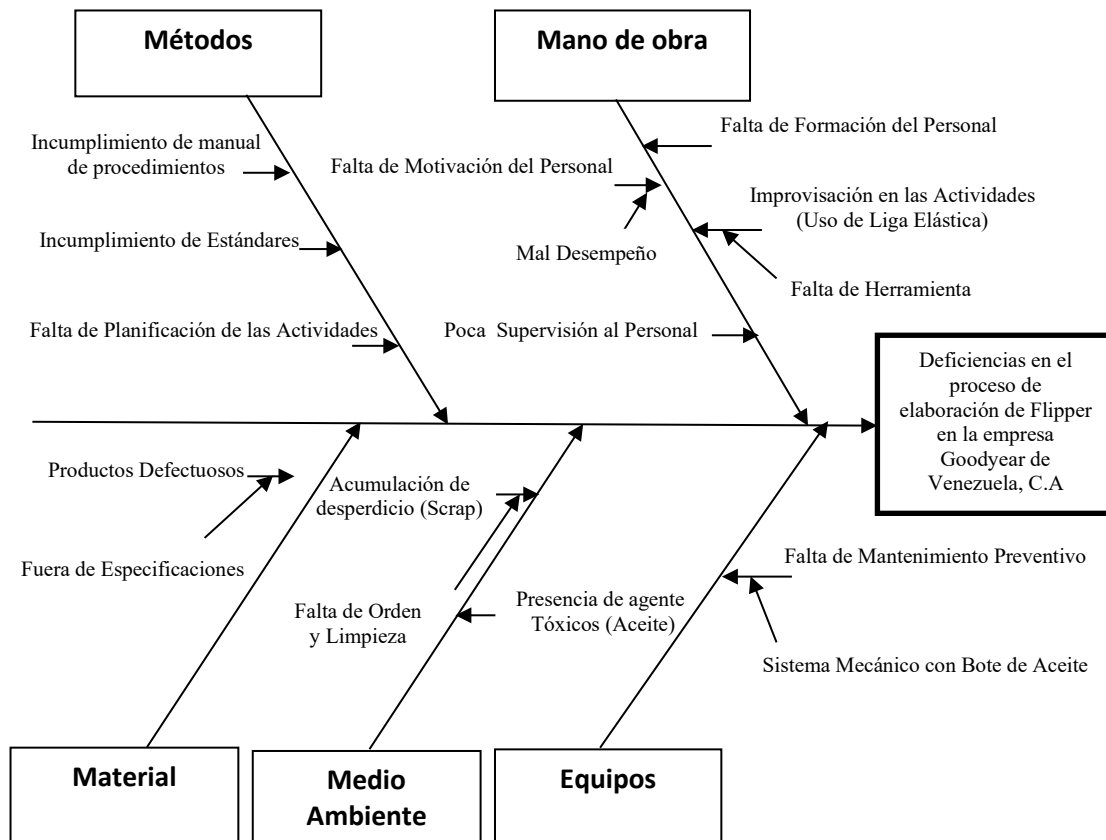 Métodos
Mano de obra
Incumplimiento de manual
de procedimientos
Incumplimiento de Estándares
Falta de Planificación de las Actividades
Falta de Formación del Personal
Falta de Motivación del Personal
Mal Desempeño
Improvisación en las Actividades
(Uso de Liga Elástica)
Falta de Herramienta
Poca Supervisión al Personal
Deficiencias en el
proceso de
elaboración de Flipper
en la empresa
Goodyear de
Venezuela, C.A
Productos Defectuosos
Fuera de Especificaciones
Acumulación de
desperdicio (Scrap)
Falta de Orden
y Limpieza
Presencia de agente
Tóxicos (Aceite)
Falta de Mantenimiento Preventivo
Sistema Mecánico con Bote de Aceite
Material
Medio
Ambiente
Equipos